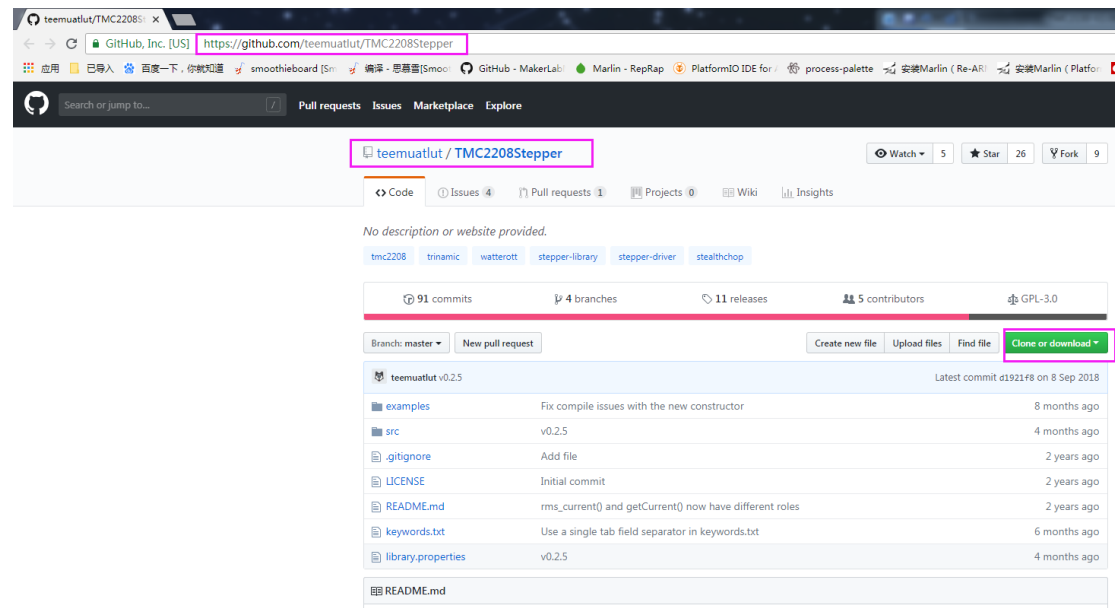 teemuatlut/TMC2208S
GitHub, Inc. [US] https://github.com/teemuatlut/TMC2208Stepper
应用 已导入 百度一下，你就知道 smoothieboard [Sm 编译 - 思慕雪[Smoot GitHub - MakerLab Marlin - RepRap PlatformIO IDE for process-palette 安装Marlin ( Re-AR 安装Marlin ( Platfor
Search or jump to... / Pull requests Issues Marketplace Explore
teemuatlut / TMC2208Stepper Watch 5 Star 26 Fork 9
<> Code Issues 4 Pull requests 1 Projects 0 Wiki Insights
No description or website provided.
tmc2208 trinamic watterott stepper-library stepper-driver stealthchop
91 commits 4 branches 11 releases 5 contributors GPL-3.0
Branch: master New pull request Create new file Upload files Find file Clone or download
teemuatlut v0.2.5 Latest commit d1921f8 on 8 Sep 2018
examples Fix compile issues with the new constructor 8 months ago
src v0.2.5 4 months ago
.gitignore Add file 2 years ago
LICENSE Initial commit 2 years ago
README.md rms_current() and getCurrent() now have different roles 2 years ago
keywords.txt Use a single tab field separator in keywords.txt 6 months ago
library.properties v0.2.5 4 months ago
README.md